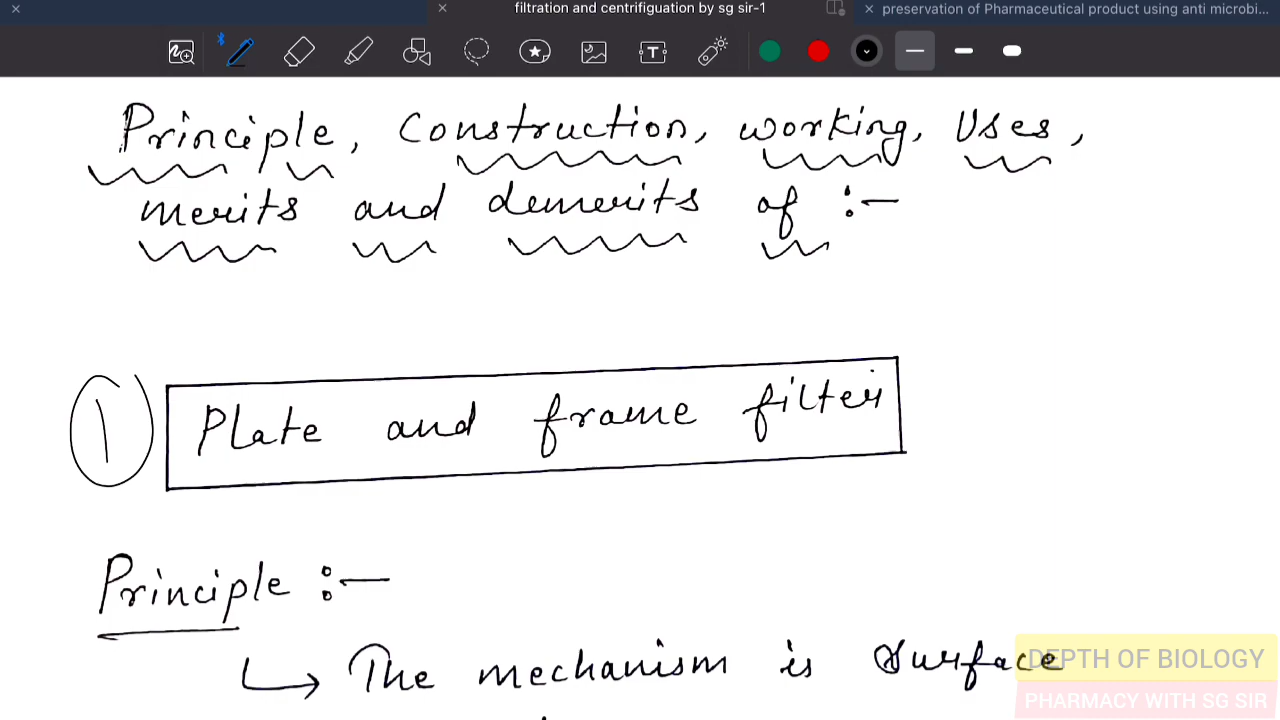 filtration and centrifiguation by sg sir-1
preservation of Pharmaceutical product using anti microbi...
Principle, Construction, working, Uses,
merits and demerits of :-
1 Plate and frame filter
Principle :-
The mechanism is surface
DEPTH OF BIOLOGY
PHARMACY WITH SG SIR